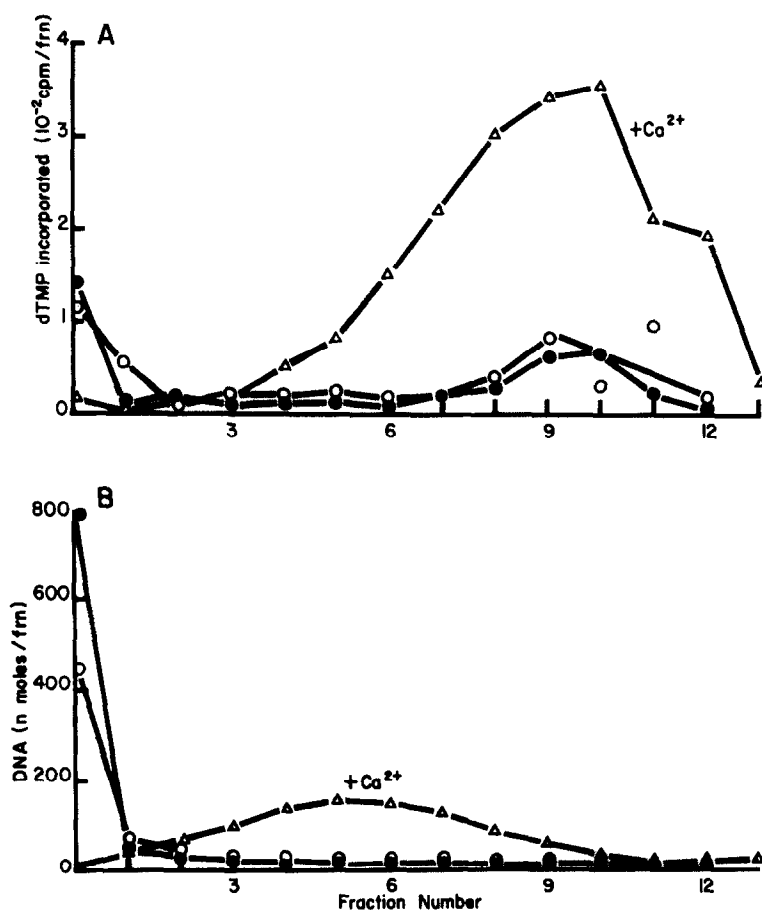 A
4
3
2
1
0
dTMP incorporated (10⁻²cpm/frn)
+Ca²⁺
3 6 9 12
B
800
600
400
200
0
DNA (n moles/frn)
+Ca²⁺
3 6 9 12
Fraction Number